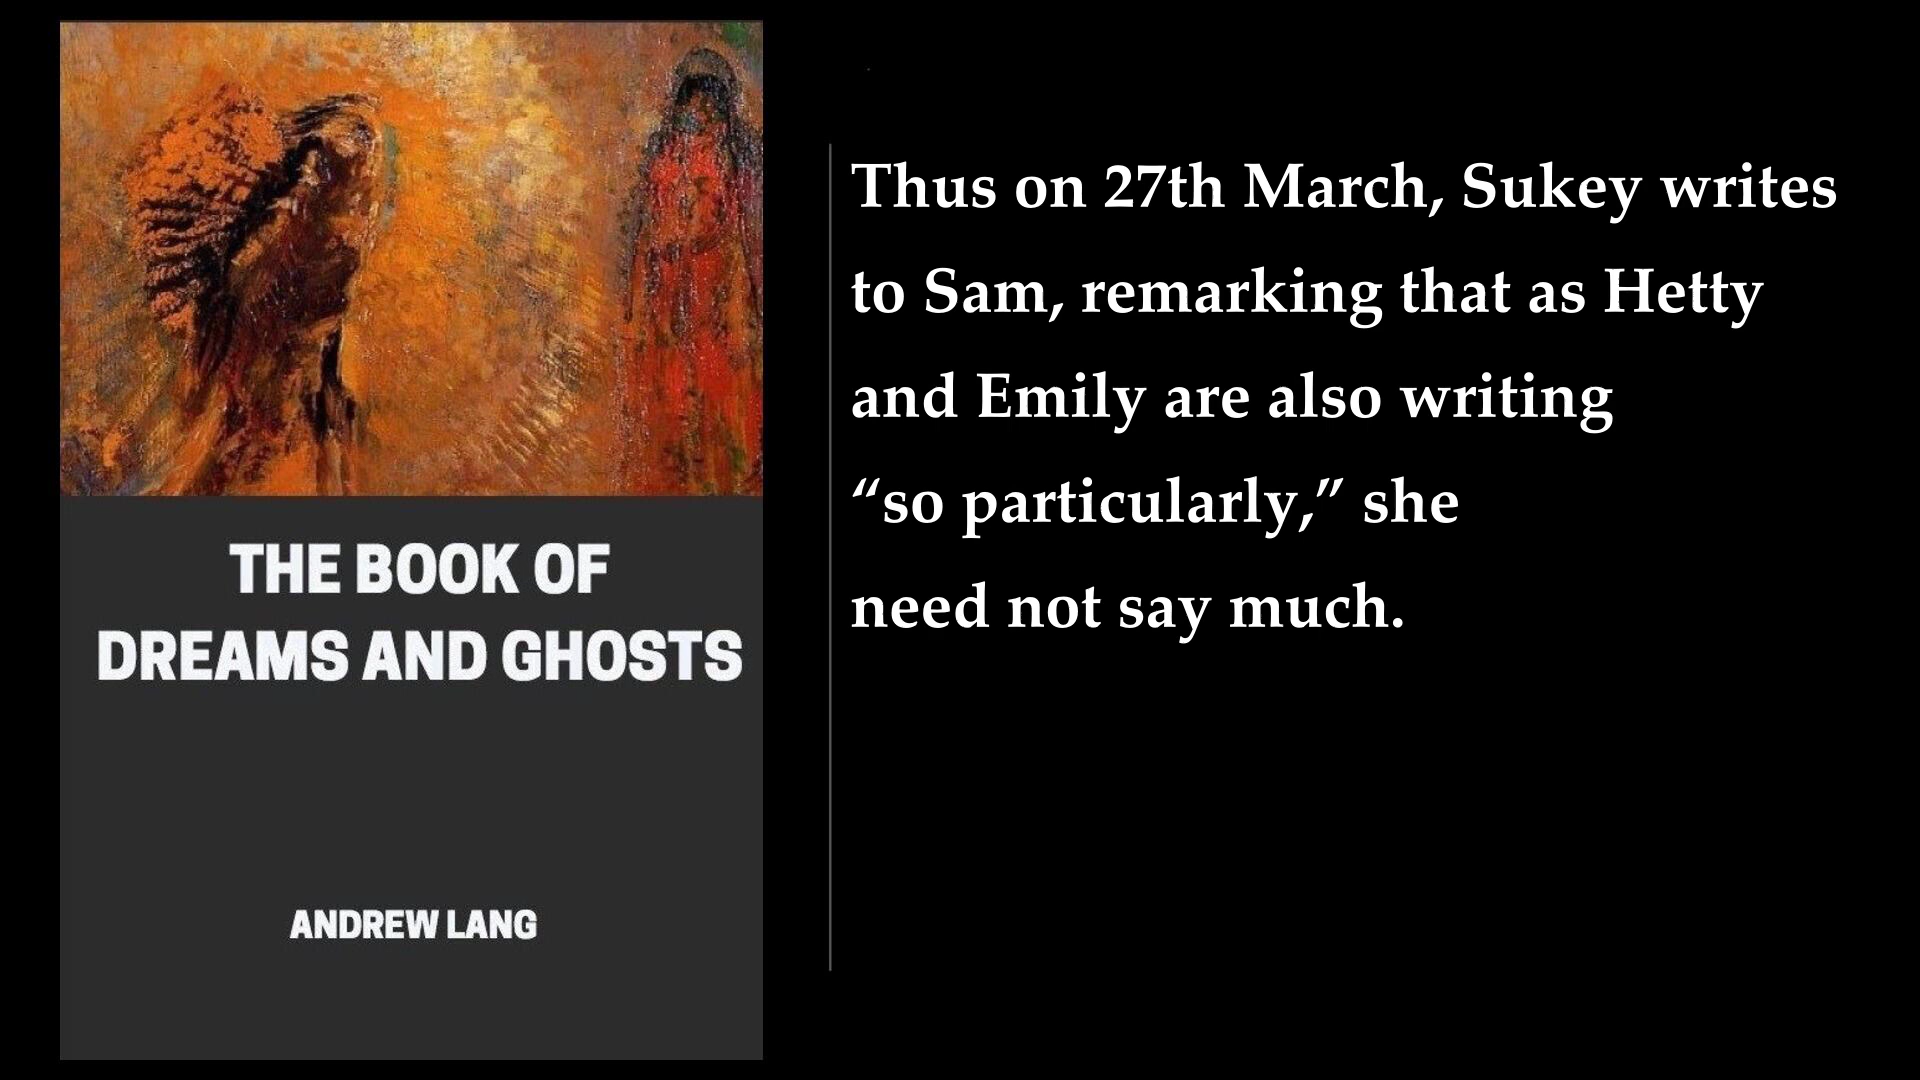 THE BOOK OF
DREAMS AND GHOSTS
ANDREW LANG
Thus on 27th March, Sukey writes
to Sam, remarking that as Hetty
and Emily are also writing
“so particularly,” she
need not say much.